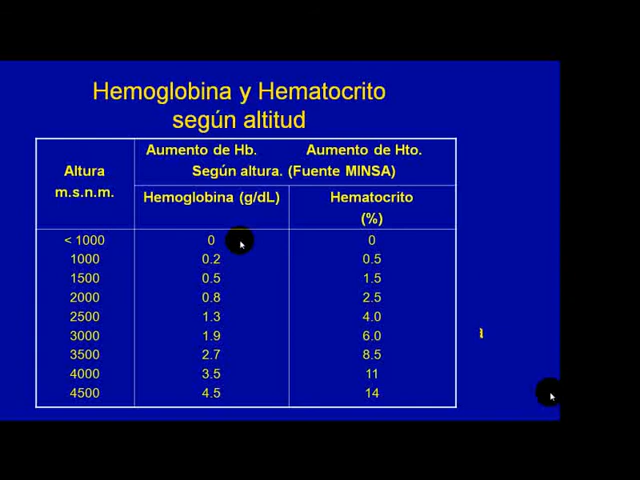 Hemoglobina y Hematocrito
según altitud
Altura
m.s.n.m.
Aumento de Hb. Aumento de Hto.
Según altura. (Fuente MINSA)
Hemoglobina (g/dL) Hematocrito
(%)
< 1000 0 0
1000 0.2 0.5
1500 0.5 1.5
2000 0.8 2.5
2500 1.3 4.0
3000 1.9 6.0
3500 2.7 8.5
4000 3.5 11
4500 4.5 14